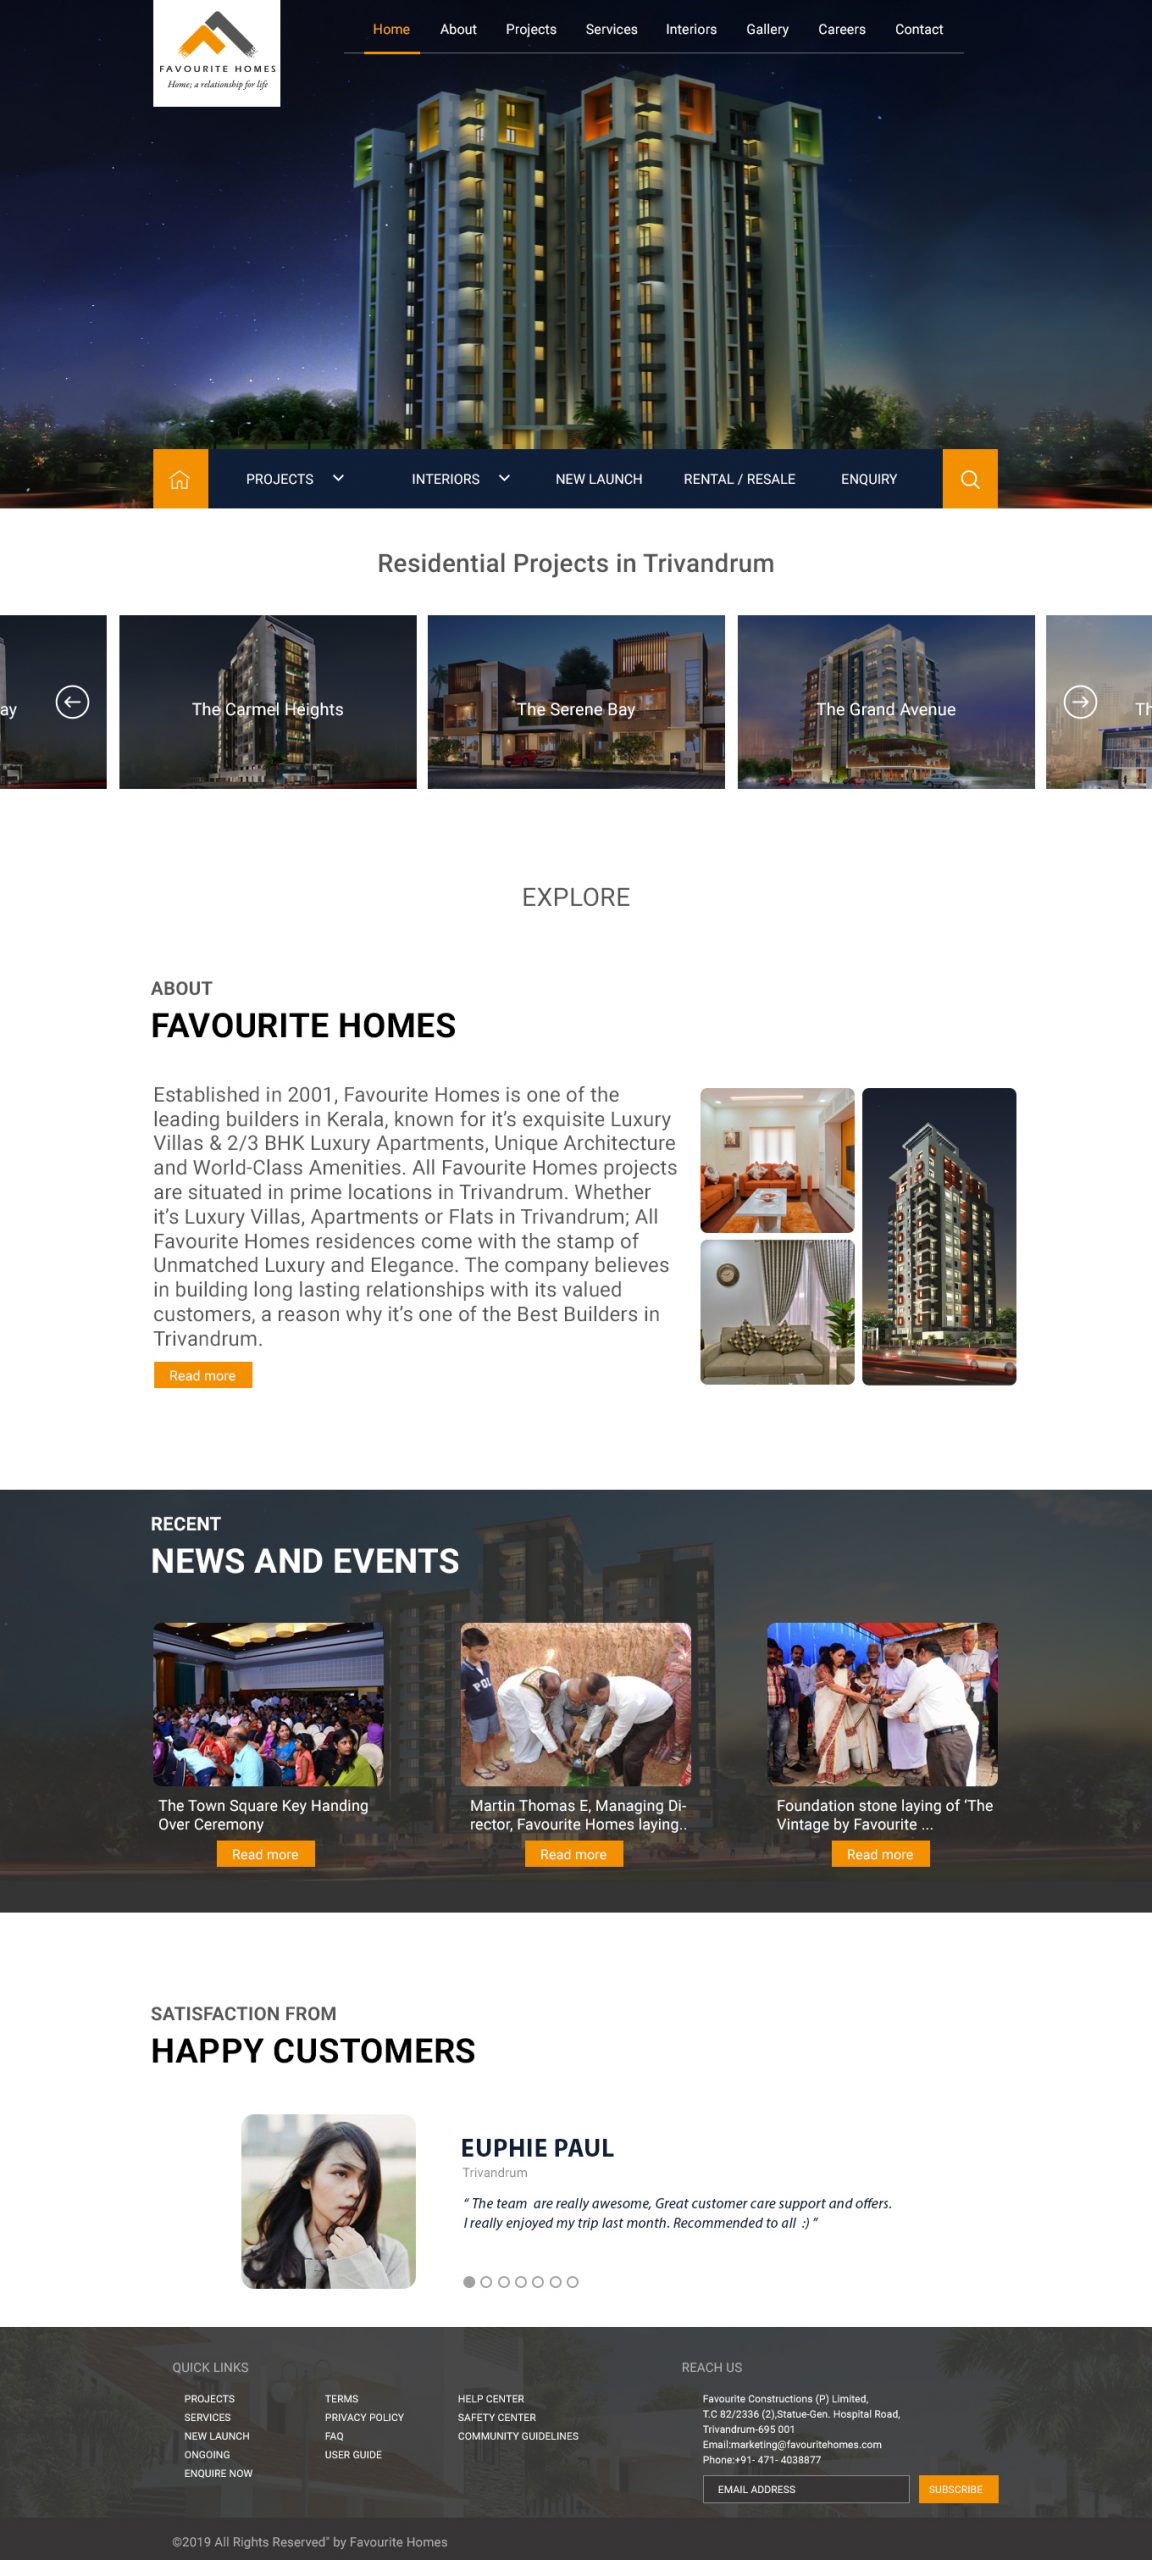 FAVOURITE HOMES
Home; a relationship for life
Home About Projects Services Interiors Gallery Careers Contact
PROJECTS INTERIORS NEW LAUNCH RENTAL / RESALE ENQUIRY
Residential Projects in Trivandrum
ay The Carmel Heights The Serene Bay The Grand Avenue Th
EXPLORE
ABOUT
FAVOURITE HOMES
Established in 2001, Favourite Homes is one of the
leading builders in Kerala, known for it's exquisite Luxury
Villas & 2/3 BHK Luxury Apartments, Unique Architecture
and World-Class Amenities. All Favourite Homes projects
are situated in prime locations in Trivandrum. Whether
it's Luxury Villas, Apartments or Flats in Trivandrum; All
Favourite Homes residences come with the stamp of
Unmatched Luxury and Elegance. The company believes
in building long lasting relationships with its valued
customers, a reason why it's one of the Best Builders in
Trivandrum.
Read more
RECENT
NEWS AND EVENTS
The Town Square Key Handing
Over Ceremony
Read more
Martin Thomas E, Managing Di-
rector, Favourite Homes laying..
Read more
Foundation stone laying of ‘The
Vintage by Favourite ...
Read more
SATISFACTION FROM
HAPPY CUSTOMERS
EUPHIE PAUL
Trivandrum
“ The team are really awesome, Great customer care support and offers.
I really enjoyed my trip last month. Recommended to all :) “
QUICK LINKS
PROJECTS
SERVICES
NEW LAUNCH
ONGOING
ENQUIRE NOW
TERMS
PRIVACY POLICY
FAQ
USER GUIDE
HELP CENTER
SAFETY CENTER
COMMUNITY GUIDELINES
REACH US
Favourite Constructions (P) Limited,
T.C 82/2336 (2),Statue-Gen. Hospital Road,
Trivandrum-695 001
Email:marketing@favouritehomes.com
Phone:+91- 471- 4038877
EMAIL ADDRESS SUBSCRIBE
©2019 All Rights Reserved" by Favourite Homes